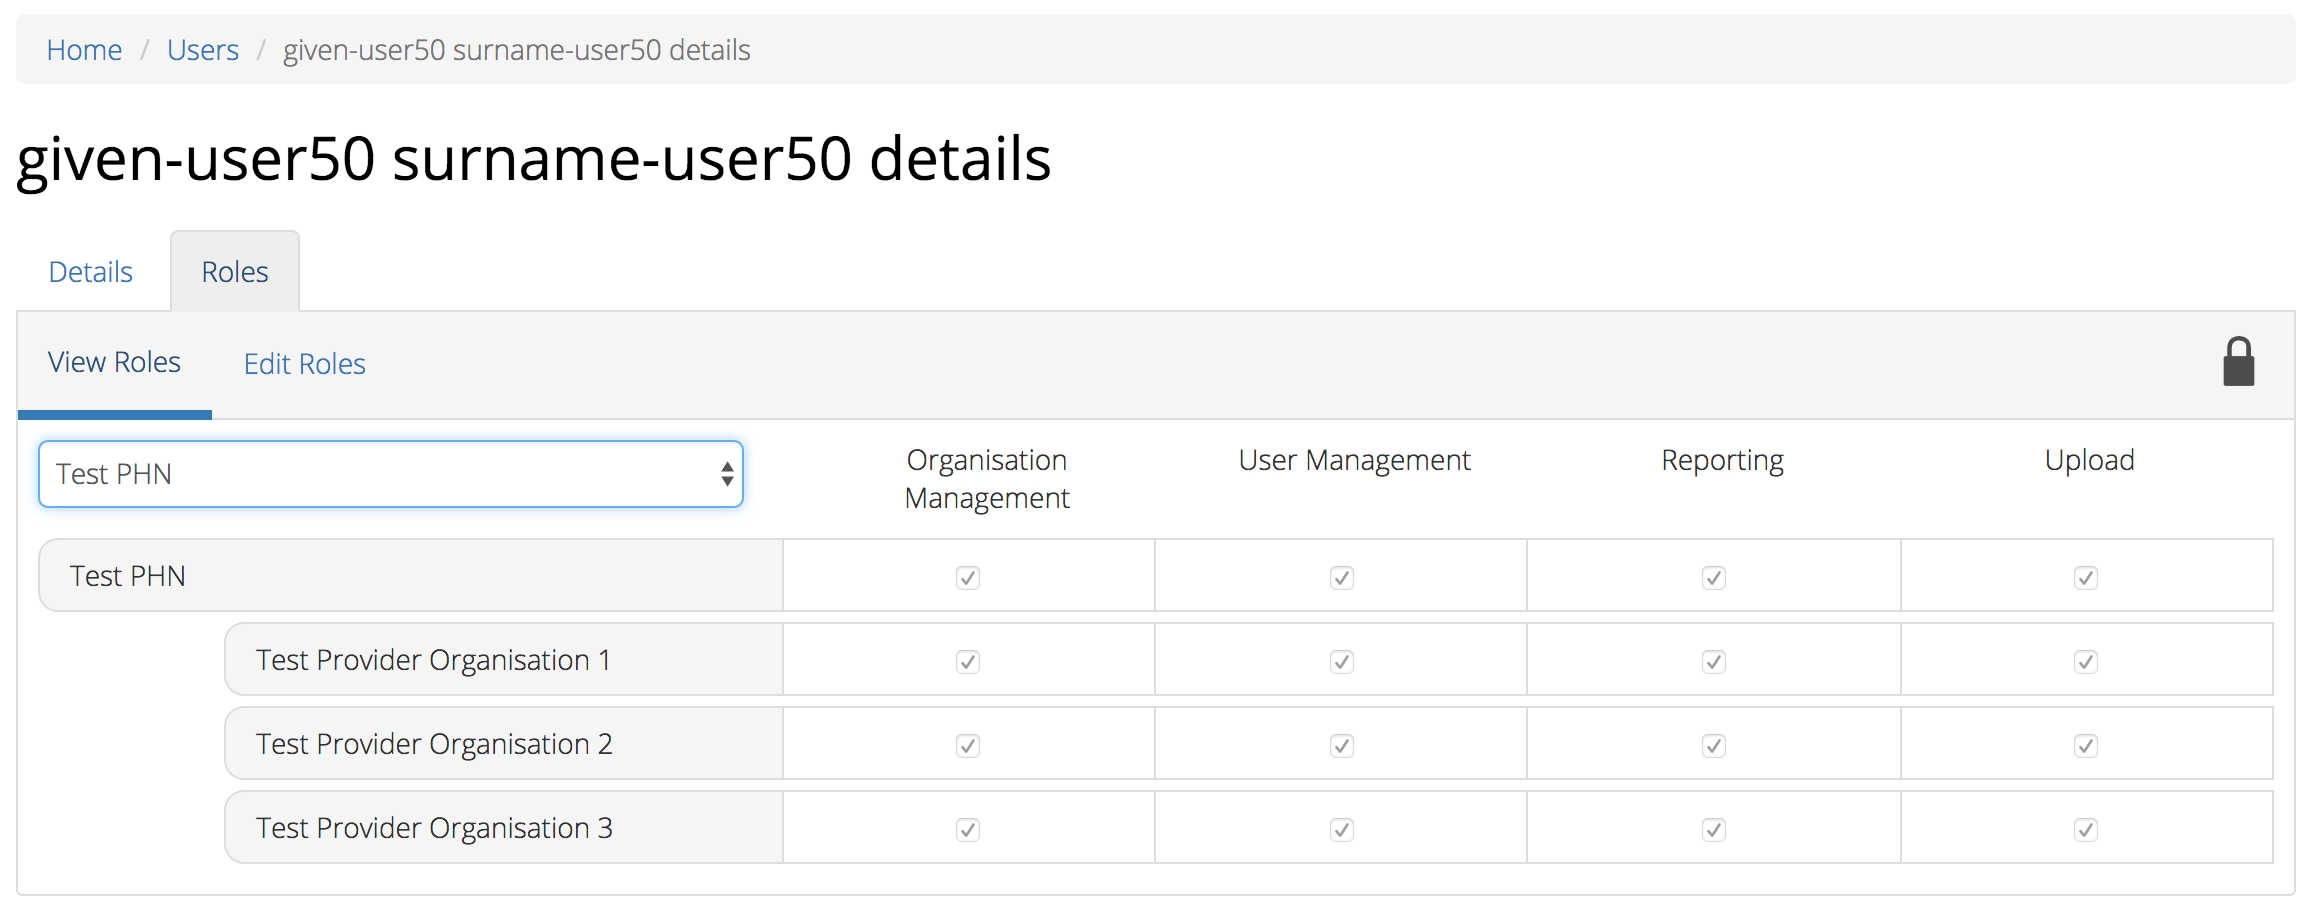 Home / Users / given-user50 surname-user50 details
given-user50 surname-user50 details
Details Roles
View Roles Edit Roles
Test PHN
Organisation
Management
User Management
Reporting
Upload
Test PHN
Test Provider Organisation 1
Test Provider Organisation 2
Test Provider Organisation 3